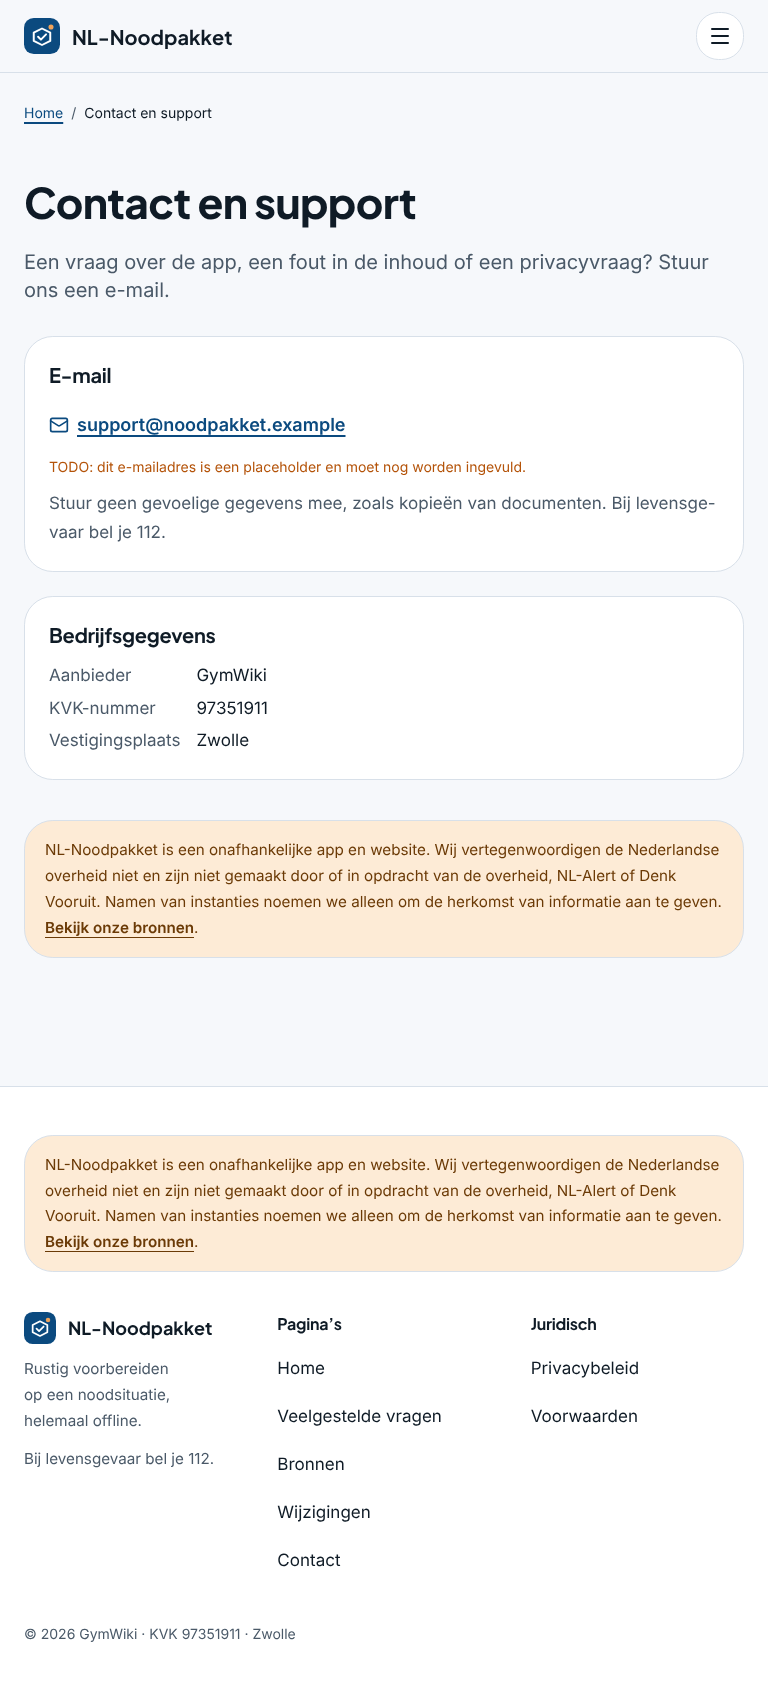 NL-Noodpakket
Home / Contact en support
Contact en support
Een vraag over de app, een fout in de inhoud of een privacyvraag? Stuur
ons een e-mail.
E-mail
support@noodpakket.example
TODO: dit e-mailadres is een placeholder en moet nog worden ingevuld.
Stuur geen gevoelige gegevens mee, zoals kopieën van documenten. Bij levensge-
vaar bel je 112.
Bedrijfsgegevens
Aanbieder GymWiki
KVK-nummer 97351911
Vestigingsplaats Zwolle
NL-Noodpakket is een onafhankelijke app en website. Wij vertegenwoordigen de Nederlandse
overheid niet en zijn niet gemaakt door of in opdracht van de overheid, NL-Alert of Denk
Vooruit. Namen van instanties noemen we alleen om de herkomst van informatie aan te geven.
Bekijk onze bronnen.
NL-Noodpakket is een onafhankelijke app en website. Wij vertegenwoordigen de Nederlandse
overheid niet en zijn niet gemaakt door of in opdracht van de overheid, NL-Alert of Denk
Vooruit. Namen van instanties noemen we alleen om de herkomst van informatie aan te geven.
Bekijk onze bronnen.
NL-Noodpakket
Rustig voorbereiden
op een noodsituatie,
helemaal offline.
Bij levensgevaar bel je 112.
Pagina’s
Home
Veelgestelde vragen
Bronnen
Wijzigingen
Contact
Juridisch
Privacybeleid
Voorwaarden
© 2026 GymWiki · KVK 97351911 · Zwolle